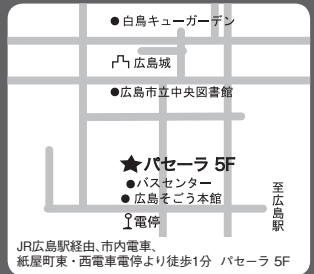 ●白鳥キューガーデン
広島城
●広島市立中央図書館
★パセーラ 5F
●バスセンター
●広島そごう本館
電停
至広島駅
JR広島駅経由、市内電車、
紙屋町東・西電車電停より徒歩1分 パセーラ 5F